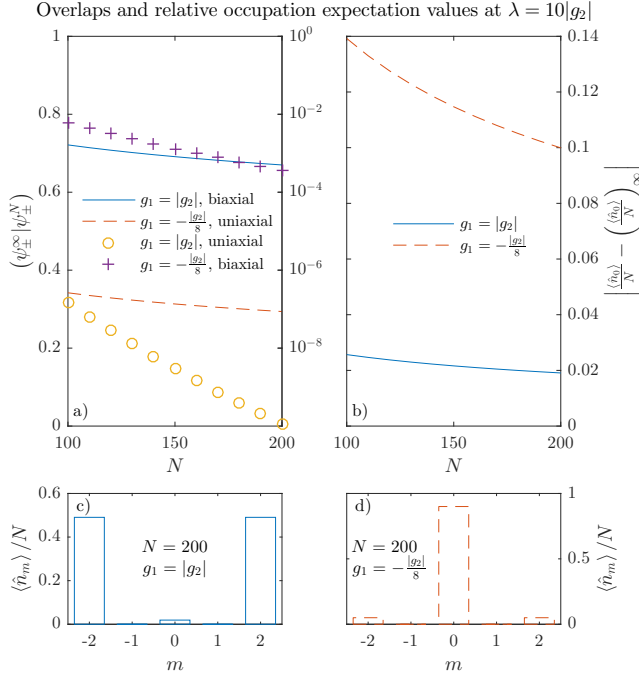 Overlaps and relative occupation expectation values at λ = 10|g₂|
1
0.8
0.6
0.4
0.2
0
10⁰
10⁻²
10⁻⁴
10⁻⁶
10⁻⁸
(ψ±^∞|ψ±^N)
g₁ = |g₂|, biaxial
g₁ = −|g₂|/8, uniaxial
g₁ = |g₂|, uniaxial
g₁ = −|g₂|/8, biaxial
a)
100 150 200
N
0.14
0.12
0.1
0.08
0.06
0.04
0.02
0
|⟨n̂₀⟩/N − (⟨n̂₀⟩/N)_∞|
g₁ = |g₂|
g₁ = −|g₂|/8
b)
100 150 200
N
0.6
0.4
0.2
0
⟨n̂ₘ⟩/N
c)
N = 200
g₁ = |g₂|
-2 -1 0 1 2
m
1
0.5
0
⟨n̂ₘ⟩/N
d)
N = 200
g₁ = −|g₂|/8
-2 -1 0 1 2
m